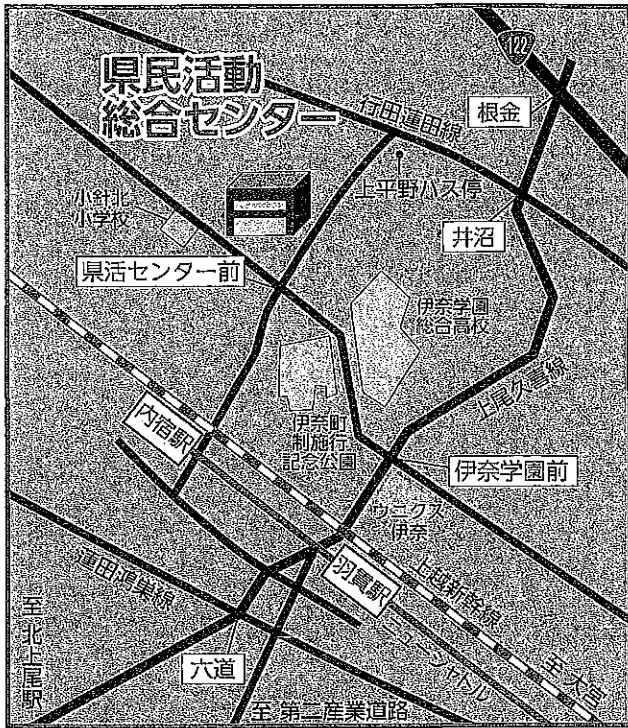 122
県民活動
総合センター
行田蓮田線
根金
上平野バス停
小針北
小学校
井沼
県活センター前
伊奈学園
総合高校
上尾久喜線
内宿駅
伊奈町
制施行
記念公園
伊奈学園前
ウニクス
伊奈
蓮田鴻巣線
羽貫駅
上越新幹線
至 北上尾駅
六道
ニューシャトル
至 大宮
至 第二産業道路